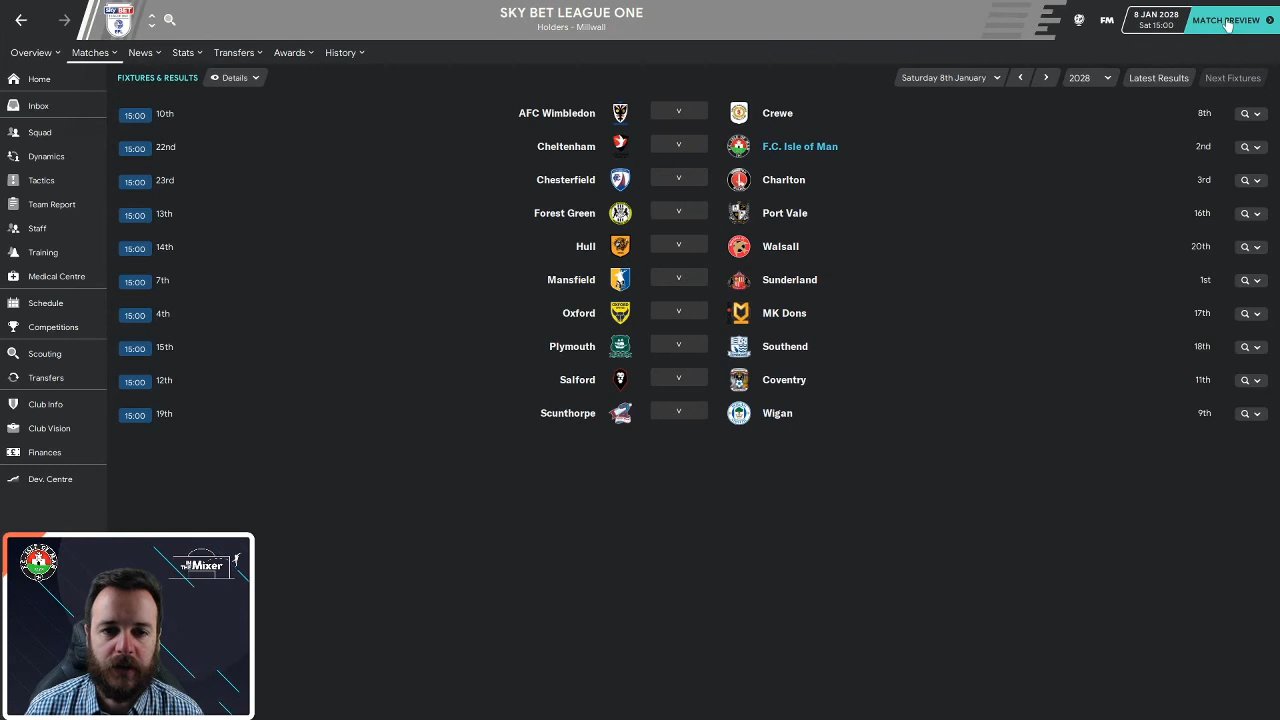 SKY BET LEAGUE ONE
Holders - Millwall
8 JAN 2028
Sat 15:00
MATCH PREVIEW
FM
Overview Matches News Stats Transfers Awards History
FIXTURES & RESULTS Details Saturday 8th January 2028 Latest Results Next Fixtures
Home
Inbox
Squad
Dynamics
Tactics
Team Report
Staff
Training
Medical Centre
Schedule
Competitions
Scouting
Transfers
Club Info
Club Vision
Finances
Dev. Centre
15:00 10th AFC Wimbledon v Crewe 8th
15:00 22nd Cheltenham v F.C. Isle of Man 2nd
15:00 23rd Chesterfield v Charlton 3rd
15:00 13th Forest Green v Port Vale 16th
15:00 14th Hull v Walsall 20th
15:00 7th Mansfield v Sunderland 1st
15:00 4th Oxford v MK Dons 17th
15:00 15th Plymouth v Southend 18th
15:00 12th Salford v Coventry 11th
15:00 19th Scunthorpe v Wigan 9th
IN THE Mixer